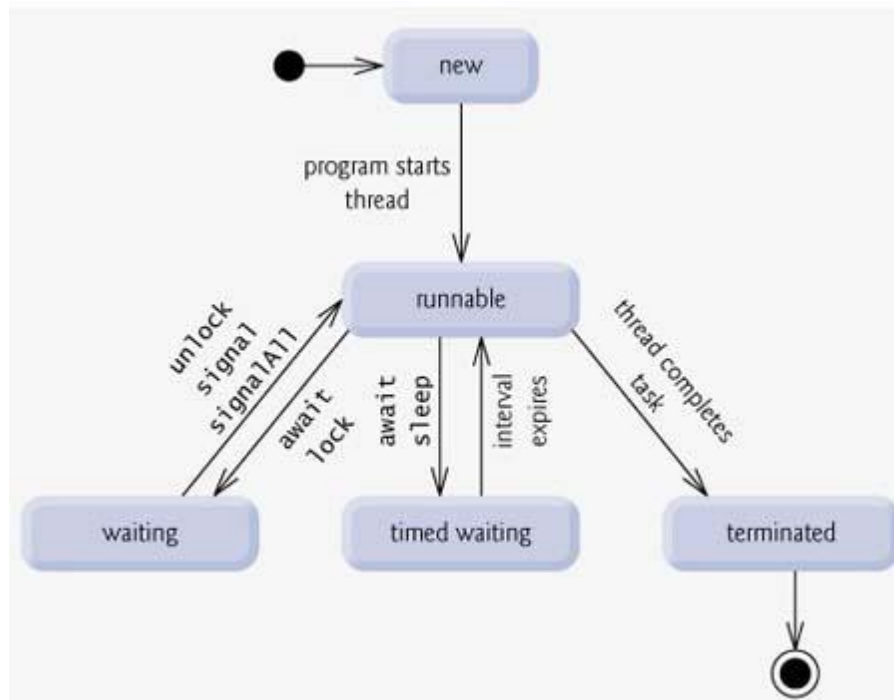 new
program starts
thread
runnable
unlock
signal
signalAll
await
lock
await
sleep
interval
expires
thread completes
task
waiting
timed waiting
terminated